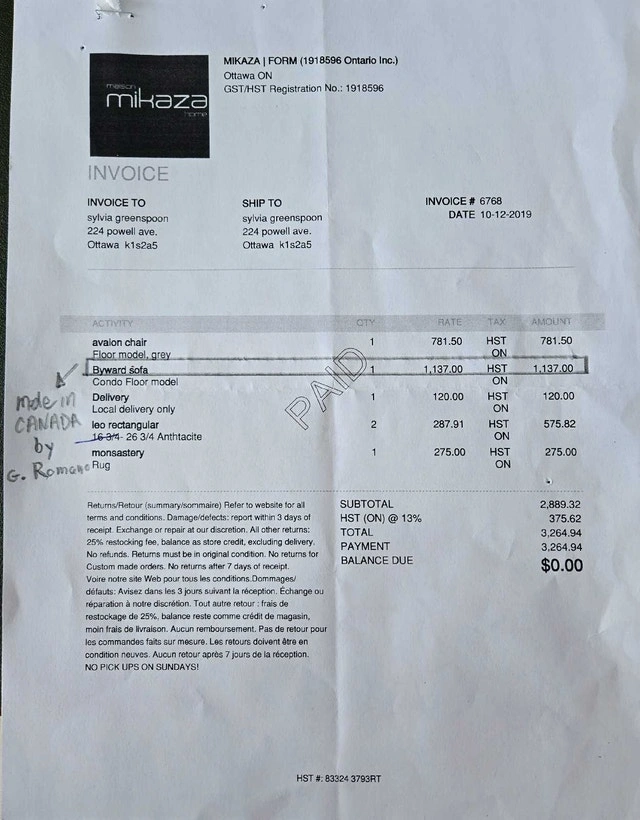 MIKAZA | FORM (1918596 Ontario Inc.)
Ottawa ON
GST/HST Registration No.: 1918596
maison
mikaza
home
INVOICE
INVOICE TO
sylvia greenspoon
224 powell ave.
Ottawa k1s2a5
SHIP TO
sylvia greenspoon
224 powell ave.
Ottawa k1s2a5
INVOICE # 6768
DATE 10-12-2019
ACTIVITY QTY RATE TAX AMOUNT
avalon chair 1 781.50 HST 781.50
Floor model, grey ON
Byward sofa 1 1,137.00 HST 1,137.00
Condo Floor model ON
Delivery 1 120.00 HST 120.00
Local delivery only ON
leo rectangular 2 287.91 HST 575.82
16 3/4- 26 3/4 Anthtacite ON
monsastery 1 275.00 HST 275.00
Rug ON
made in
CANADA
by
G. Romano
PAID
Returns/Retour (summary/sommaire) Refer to website for all
terms and conditions. Damage/defects: report within 3 days of
receipt. Exchange or repair at our discretion. All other returns:
25% restocking fee, balance as store credit, excluding delivery.
No refunds. Returns must be in original condition. No returns for
Custom made orders. No returns after 7 days of receipt.
Voire notre site Web pour tous les conditions.Dommages/
défauts: Avisez dans les 3 jours suivant la réception. Échange ou
réparation à notre discrétion. Tout autre retour : frais de
restockage de 25%, balance reste comme crédit de magasin,
moin frais de livraison. Aucun remboursement. Pas de retour pour
les commandes faits sur mesure. Les retours doivent être en
condition neuves. Aucun retour après 7 jours de la réception.
NO PICK UPS ON SUNDAYS!
SUBTOTAL 2,889.32
HST (ON) @ 13% 375.62
TOTAL 3,264.94
PAYMENT 3,264.94
BALANCE DUE $0.00
HST #: 83324 3793RT